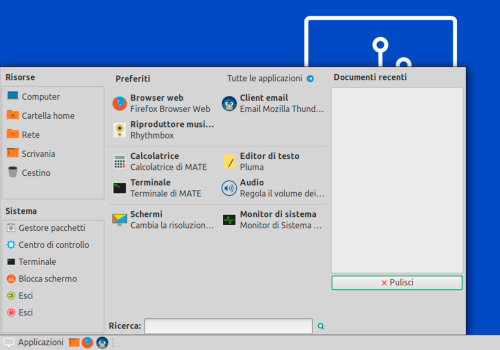 Risorse
Computer
Cartella home
Rete
Scrivania
Cestino
Sistema
Gestore pacchetti
Centro di controllo
Terminale
Blocca schermo
Esci
Esci
Preferiti
Tutte le applicazioni
Browser web
Firefox Browser Web
Client email
Email Mozilla Thund...
Riproduttore musi...
Rhythmbox
Calcolatrice
Calcolatrice di MATE
Editor di testo
Pluma
Terminale
Terminale di MATE
Audio
Regola il volume dei...
Schermi
Cambia la risoluzion...
Monitor di sistema
Monitor di Sistema ...
Ricerca:
Documenti recenti
Pulisci
Applicazioni